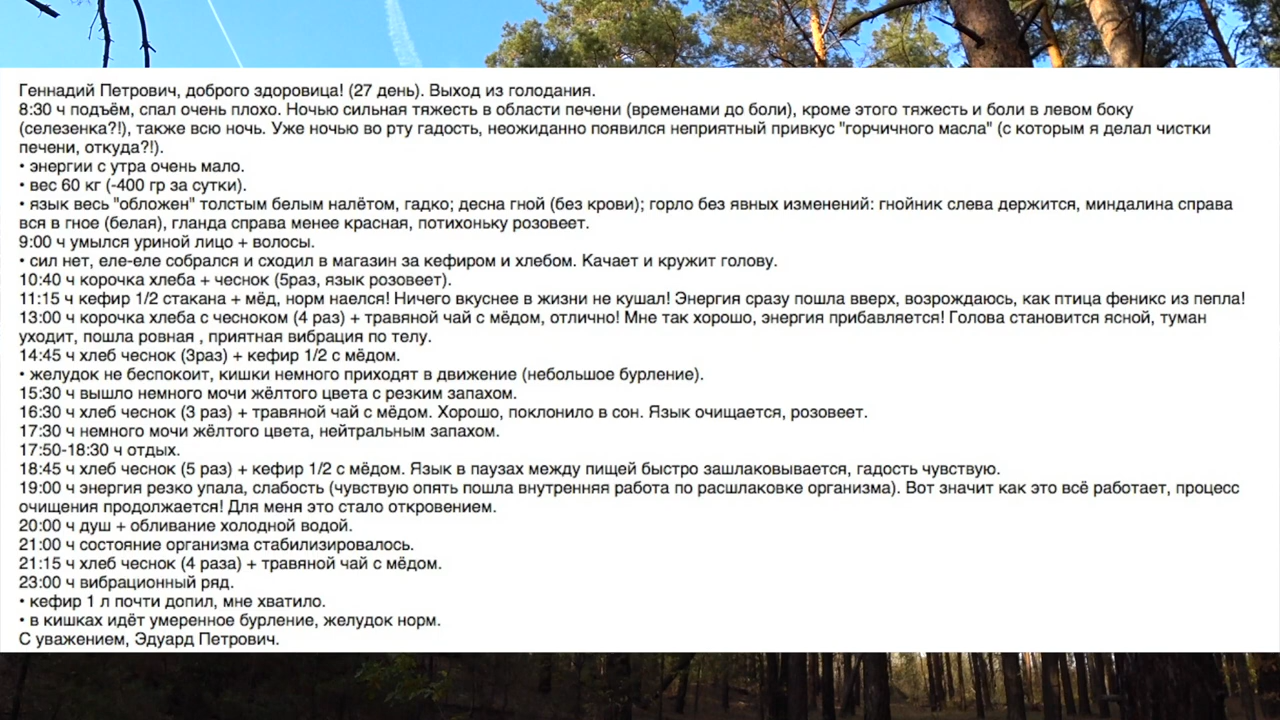 Геннадий Петрович, доброго здоровица! (27 день). Выход из голодания.
8:30 ч подъём, спал очень плохо. Ночью сильная тяжесть в области печени (временами до боли), кроме этого тяжесть и боли в левом боку
(селезенка?!), также всю ночь. Уже ночью во рту гадость, неожиданно появился неприятный привкус "горчичного масла" (с которым я делал чистки
печени, откуда?!).
• энергии с утра очень мало.
• вес 60 кг (-400 гр за сутки).
• язык весь "обложен" толстым белым налётом, гадко; десна гной (без крови); горло без явных изменений: гнойник слева держится, миндалина справа
вся в гное (белая), гланда справа менее красная, потихоньку розовеет.
9:00 ч умылся уриной лицо + волосы.
• сил нет, еле-еле собрался и сходил в магазин за кефиром и хлебом. Качает и кружит голову.
10:40 ч корочка хлеба + чеснок (5раз, язык розовеет).
11:15 ч кефир 1/2 стакана + мёд, норм наелся! Ничего вкуснее в жизни не кушал! Энергия сразу пошла вверх, возрождаюсь, как птица феникс из пепла!
13:00 ч корочка хлеба с чесноком (4 раз) + травяной чай с мёдом, отлично! Мне так хорошо, энергия прибавляется! Голова становится ясной, туман
уходит, пошла ровная , приятная вибрация по телу.
14:45 ч хлеб чеснок (3раз) + кефир 1/2 с мёдом.
• желудок не беспокоит, кишки немного приходят в движение (небольшое бурление).
15:30 ч вышло немного мочи жёлтого цвета с резким запахом.
16:30 ч хлеб чеснок (3 раз) + травяной чай с мёдом. Хорошо, поклонило в сон. Язык очищается, розовеет.
17:30 ч немного мочи жёлтого цвета, нейтральным запахом.
17:50-18:30 ч отдых.
18:45 ч хлеб чеснок (5 раз) + кефир 1/2 с мёдом. Язык в паузах между пищей быстро зашлаковывается, гадость чувствую.
19:00 ч энергия резко упала, слабость (чувствую опять пошла внутренняя работа по расшлаковке организма). Вот значит как это всё работает, процесс
очищения продолжается! Для меня это стало откровением.
20:00 ч душ + обливание холодной водой.
21:00 ч состояние организма стабилизировалось.
21:15 ч хлеб чеснок (4 раза) + травяной чай с мёдом.
23:00 ч вибрационный ряд.
• кефир 1 л почти допил, мне хватило.
• в кишках идёт умеренное бурление, желудок норм.
С уважением, Эдуард Петрович.